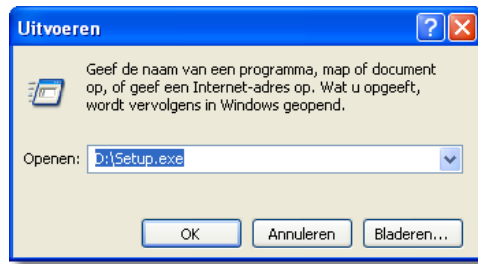 Uitvoeren
Geef de naam van een programma, map of document
op, of geef een Internet-adres op. Wat u opgeeft,
wordt vervolgens in Windows geopend.
Openen: D:\Setup.exe
OK Annuleren Bladeren...